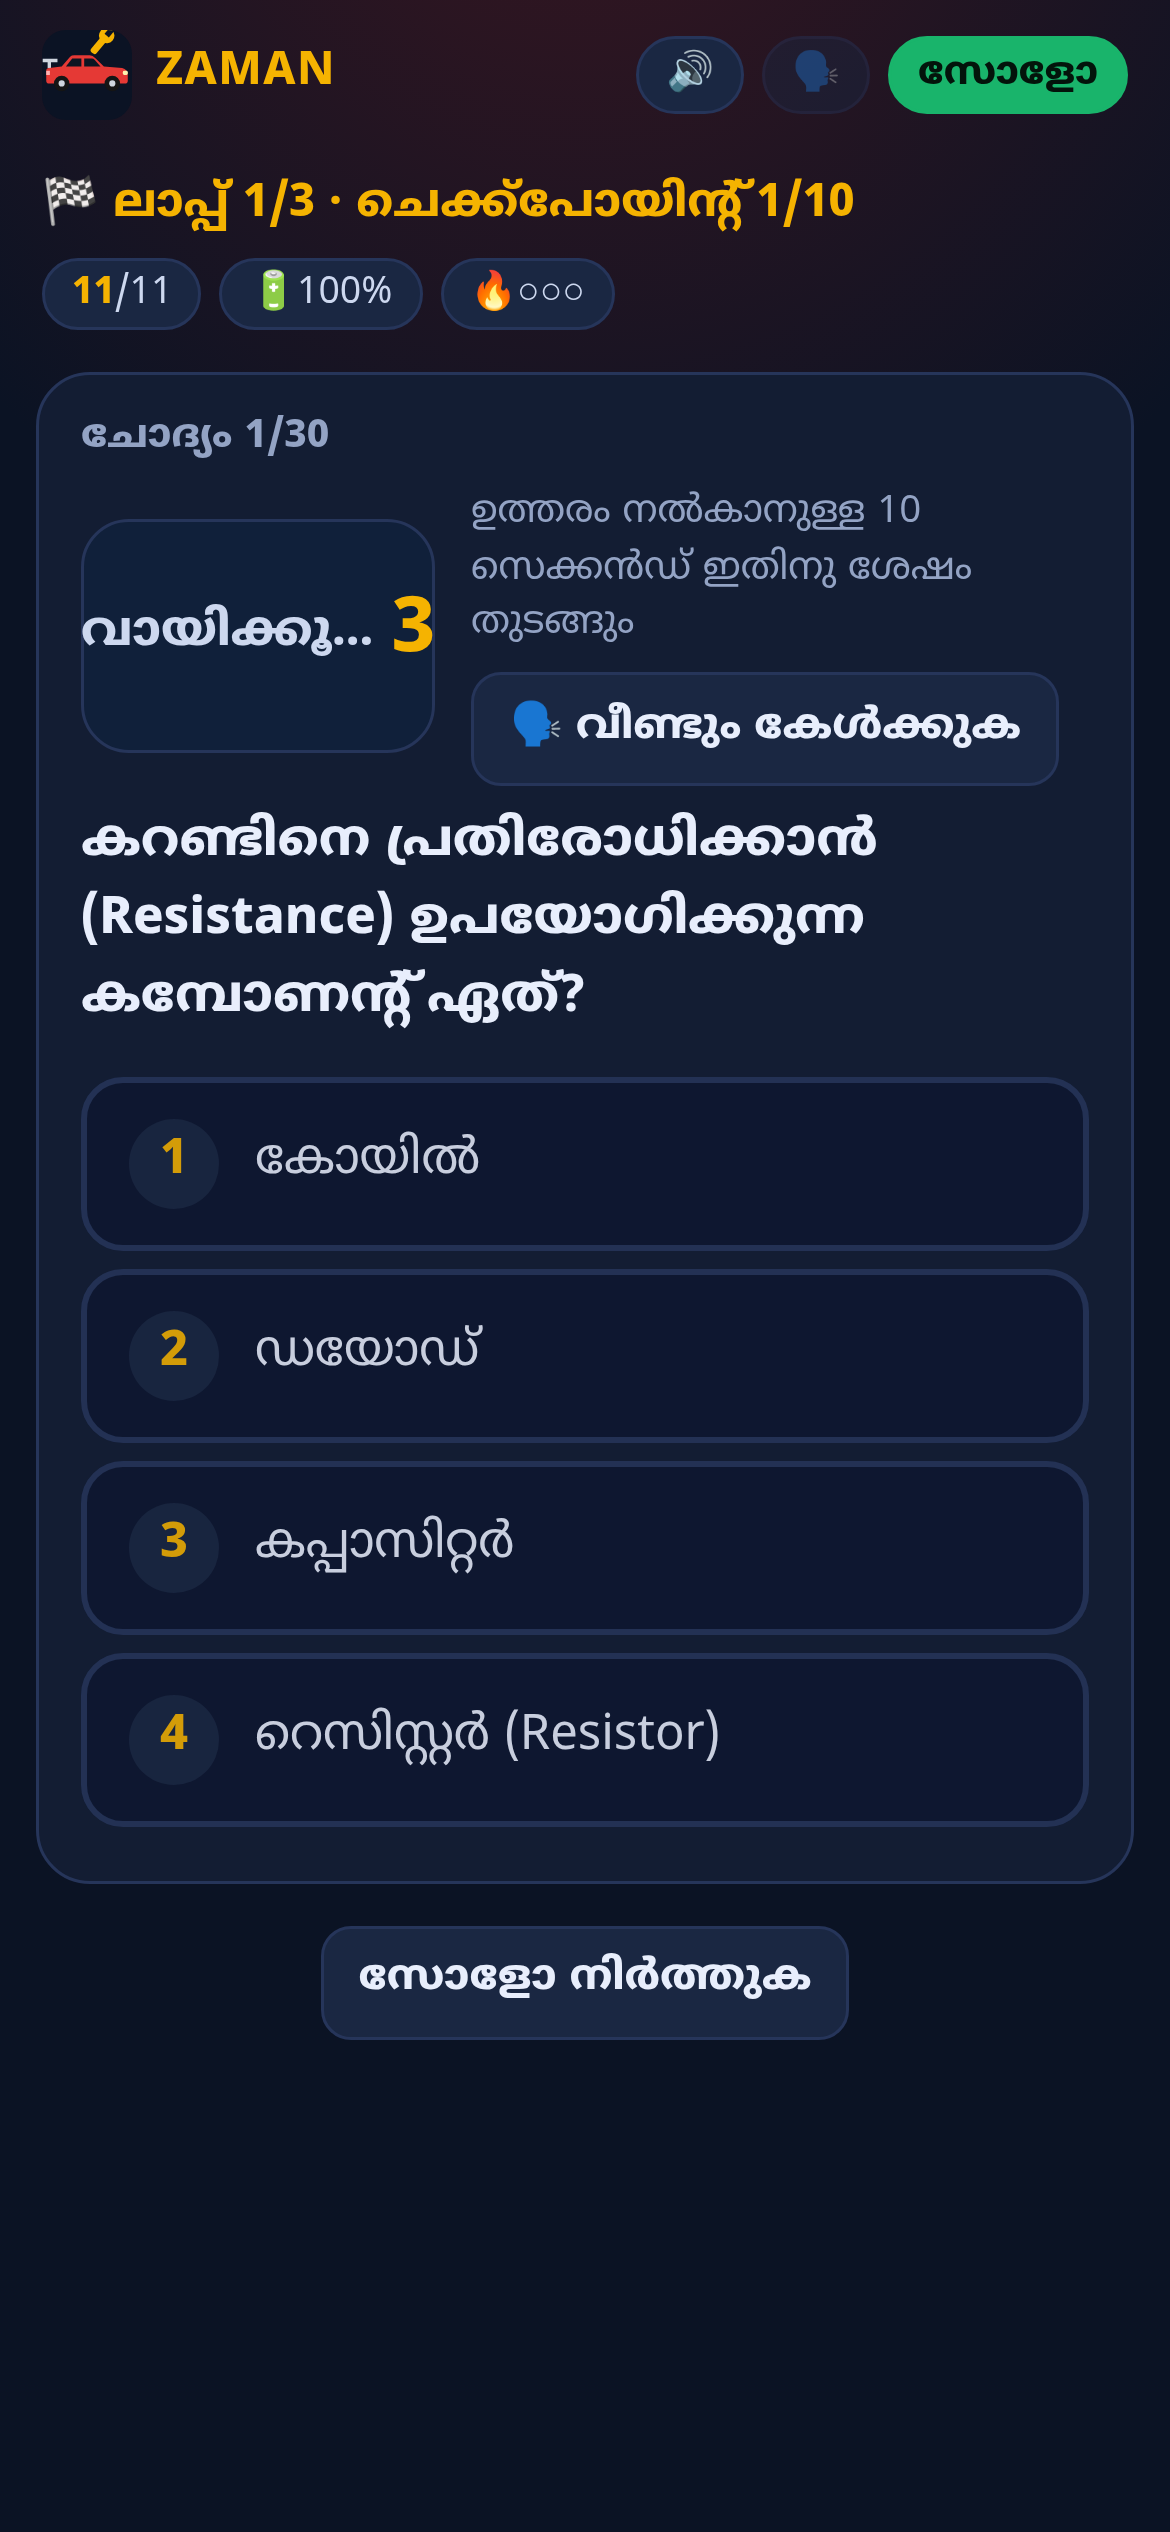 ZAMAN
സോളോ
ലാപ്പ് 1/3 · ചെക്ക്പോയിന്റ് 1/10
11/11
100%
ചോദ്യം 1/30
വായിക്കൂ... 3
ഉത്തരം നൽകാനുള്ള 10
സെക്കൻഡ് ഇതിനു ശേഷം
തുടങ്ങും
വീണ്ടും കേൾക്കുക
കറണ്ടിനെ പ്രതിരോധിക്കാൻ
(Resistance) ഉപയോഗിക്കുന്ന
കമ്പോണന്റ് ഏത്?
1 കോയിൽ
2 ഡയോഡ്
3 കപ്പാസിറ്റർ
4 റെസിസ്റ്റർ (Resistor)
സോളോ നിർത്തുക